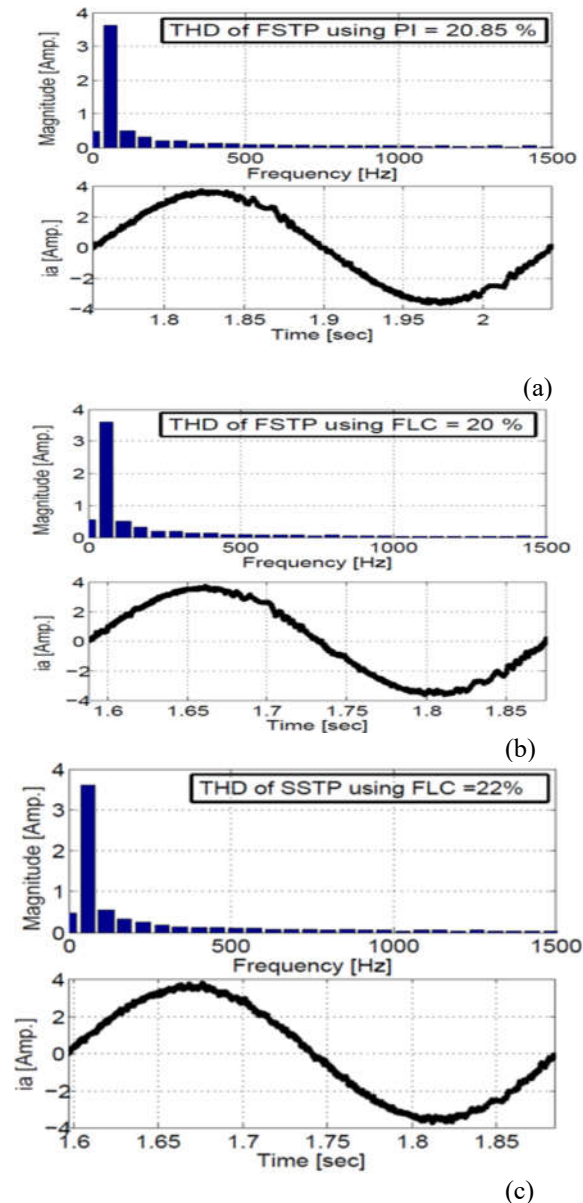 THD of FSTP using PI = 20.85 %
Magnitude [Amp.]
4
3
2
1
0
0 500 1000 1500
Frequency [Hz]
ia [Amp.]
4
2
0
−2
−4
1.8 1.85 1.9 1.95 2
Time [sec]
(a)
THD of FSTP using FLC = 20 %
Magnitude [Amp.]
4
3
2
1
0
0 500 1000 1500
Frequency [Hz]
ia [Amp.]
4
2
0
−2
−4
1.6 1.65 1.7 1.75 1.8 1.85
Time [sec]
(b)
THD of SSTP using FLC =22%
Magnitude [Amp.]
4
3
2
1
0
0 500 1000 1500
Frequency [Hz]
ia [Amp.]
4
2
0
−2
−4
1.6 1.65 1.7 1.75 1.8 1.85
Time [sec]
(c)